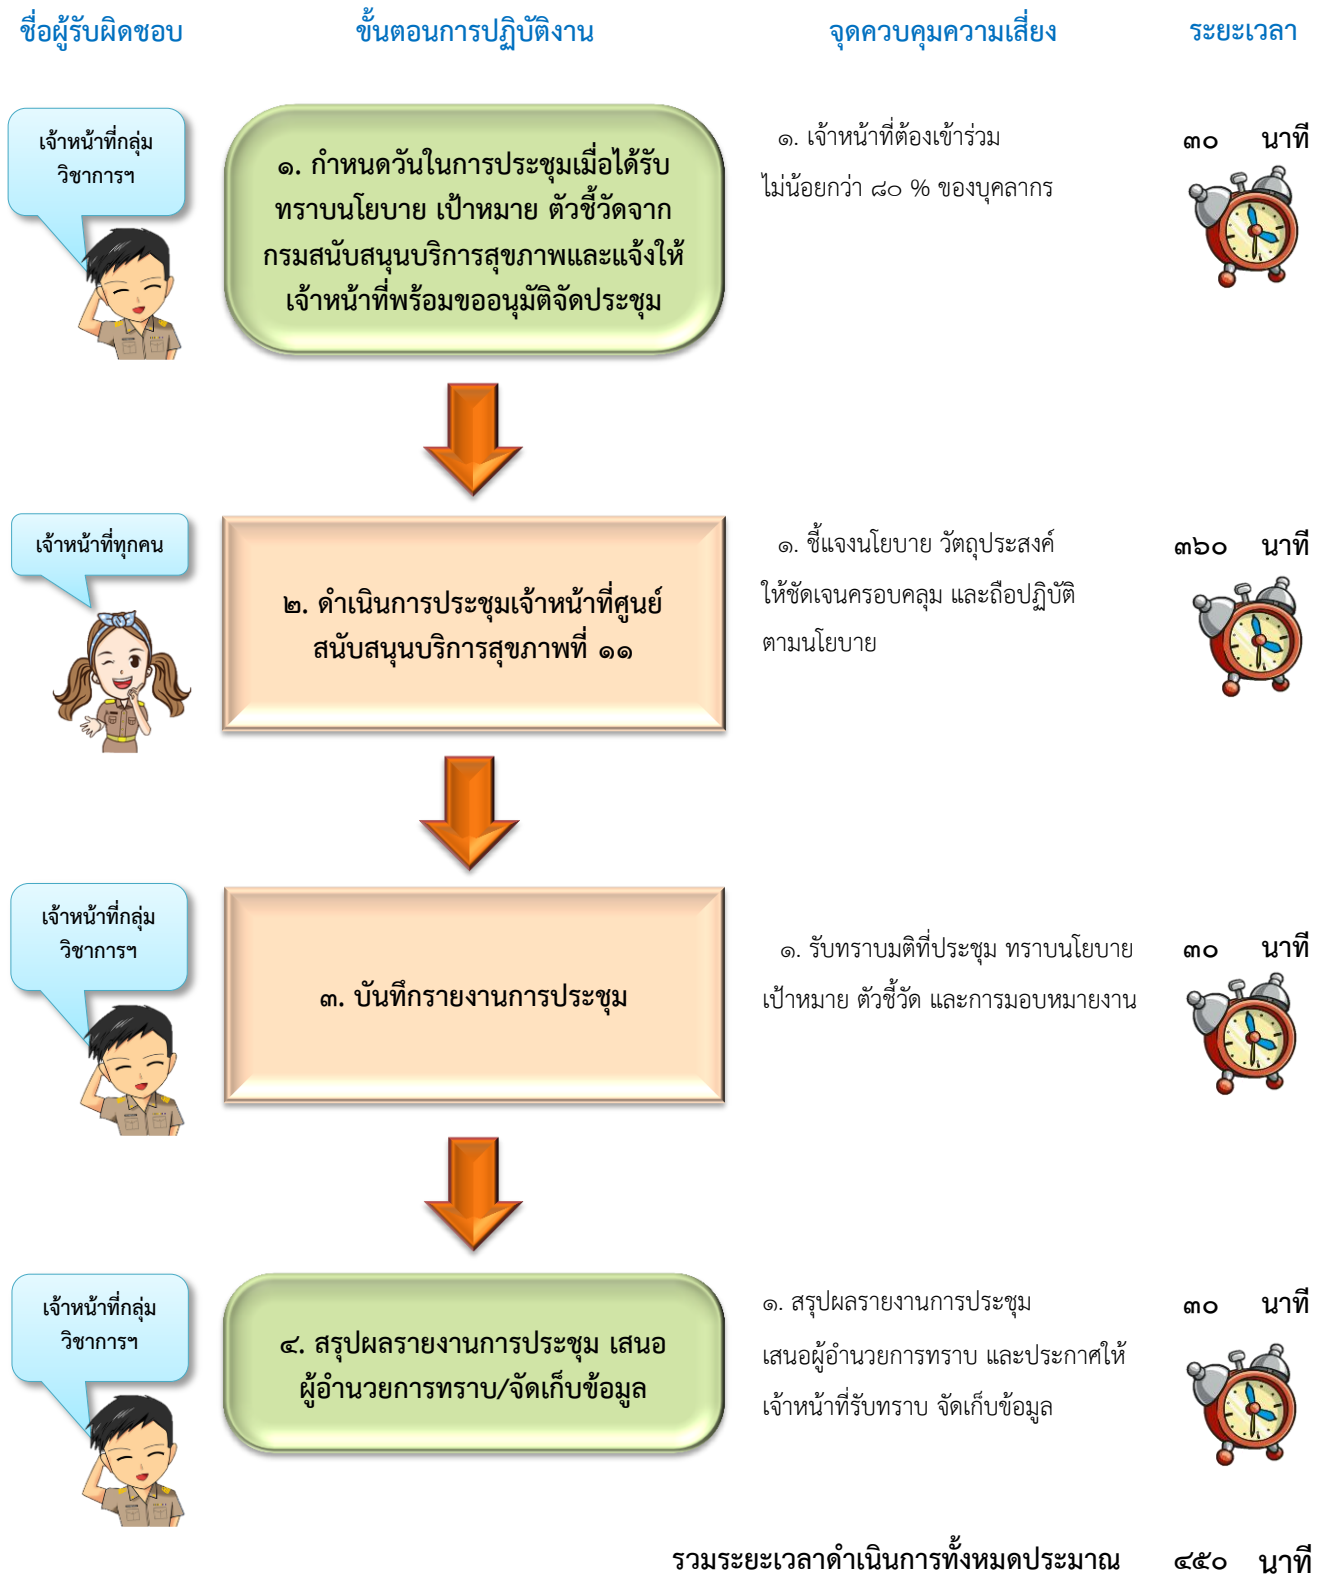 ชื่อผู้รับผิดชอบ ขั้นตอนการปฏิบัติงาน จุดควบคุมความเสี่ยง ระยะเวลา
เจ้าหน้าที่กลุ่ม
วิชาการฯ
๑. กำหนดวันในการประชุมเมื่อได้รับ
ทราบนโยบาย เป้าหมาย ตัวชี้วัดจาก
กรมสนับสนุนบริการสุขภาพและแจ้งให้
เจ้าหน้าที่พร้อมขออนุมัติจัดประชุม
๑. เจ้าหน้าที่ต้องเข้าร่วม
ไม่น้อยกว่า ๘๐ % ของบุคลากร
๓๐ นาที
เจ้าหน้าที่ทุกคน
๒. ดำเนินการประชุมเจ้าหน้าที่ศูนย์
สนับสนุนบริการสุขภาพที่ ๑๑
๑. ชี้แจงนโยบาย วัตถุประสงค์
ให้ชัดเจนครอบคลุม และถือปฏิบัติ
ตามนโยบาย
๓๖๐ นาที
เจ้าหน้าที่กลุ่ม
วิชาการฯ
๓. บันทึกรายงานการประชุม
๑. รับทราบมติที่ประชุม ทราบนโยบาย
เป้าหมาย ตัวชี้วัด และการมอบหมายงาน
๓๐ นาที
เจ้าหน้าที่กลุ่ม
วิชาการฯ
๔. สรุปผลรายงานการประชุม เสนอ
ผู้อำนวยการทราบ/จัดเก็บข้อมูล
๑. สรุปผลรายงานการประชุม
เสนอผู้อำนวยการทราบ และประกาศให้
เจ้าหน้าที่รับทราบ จัดเก็บข้อมูล
๓๐ นาที
รวมระยะเวลาดำเนินการทั้งหมดประมาณ ๔๕๐ นาที